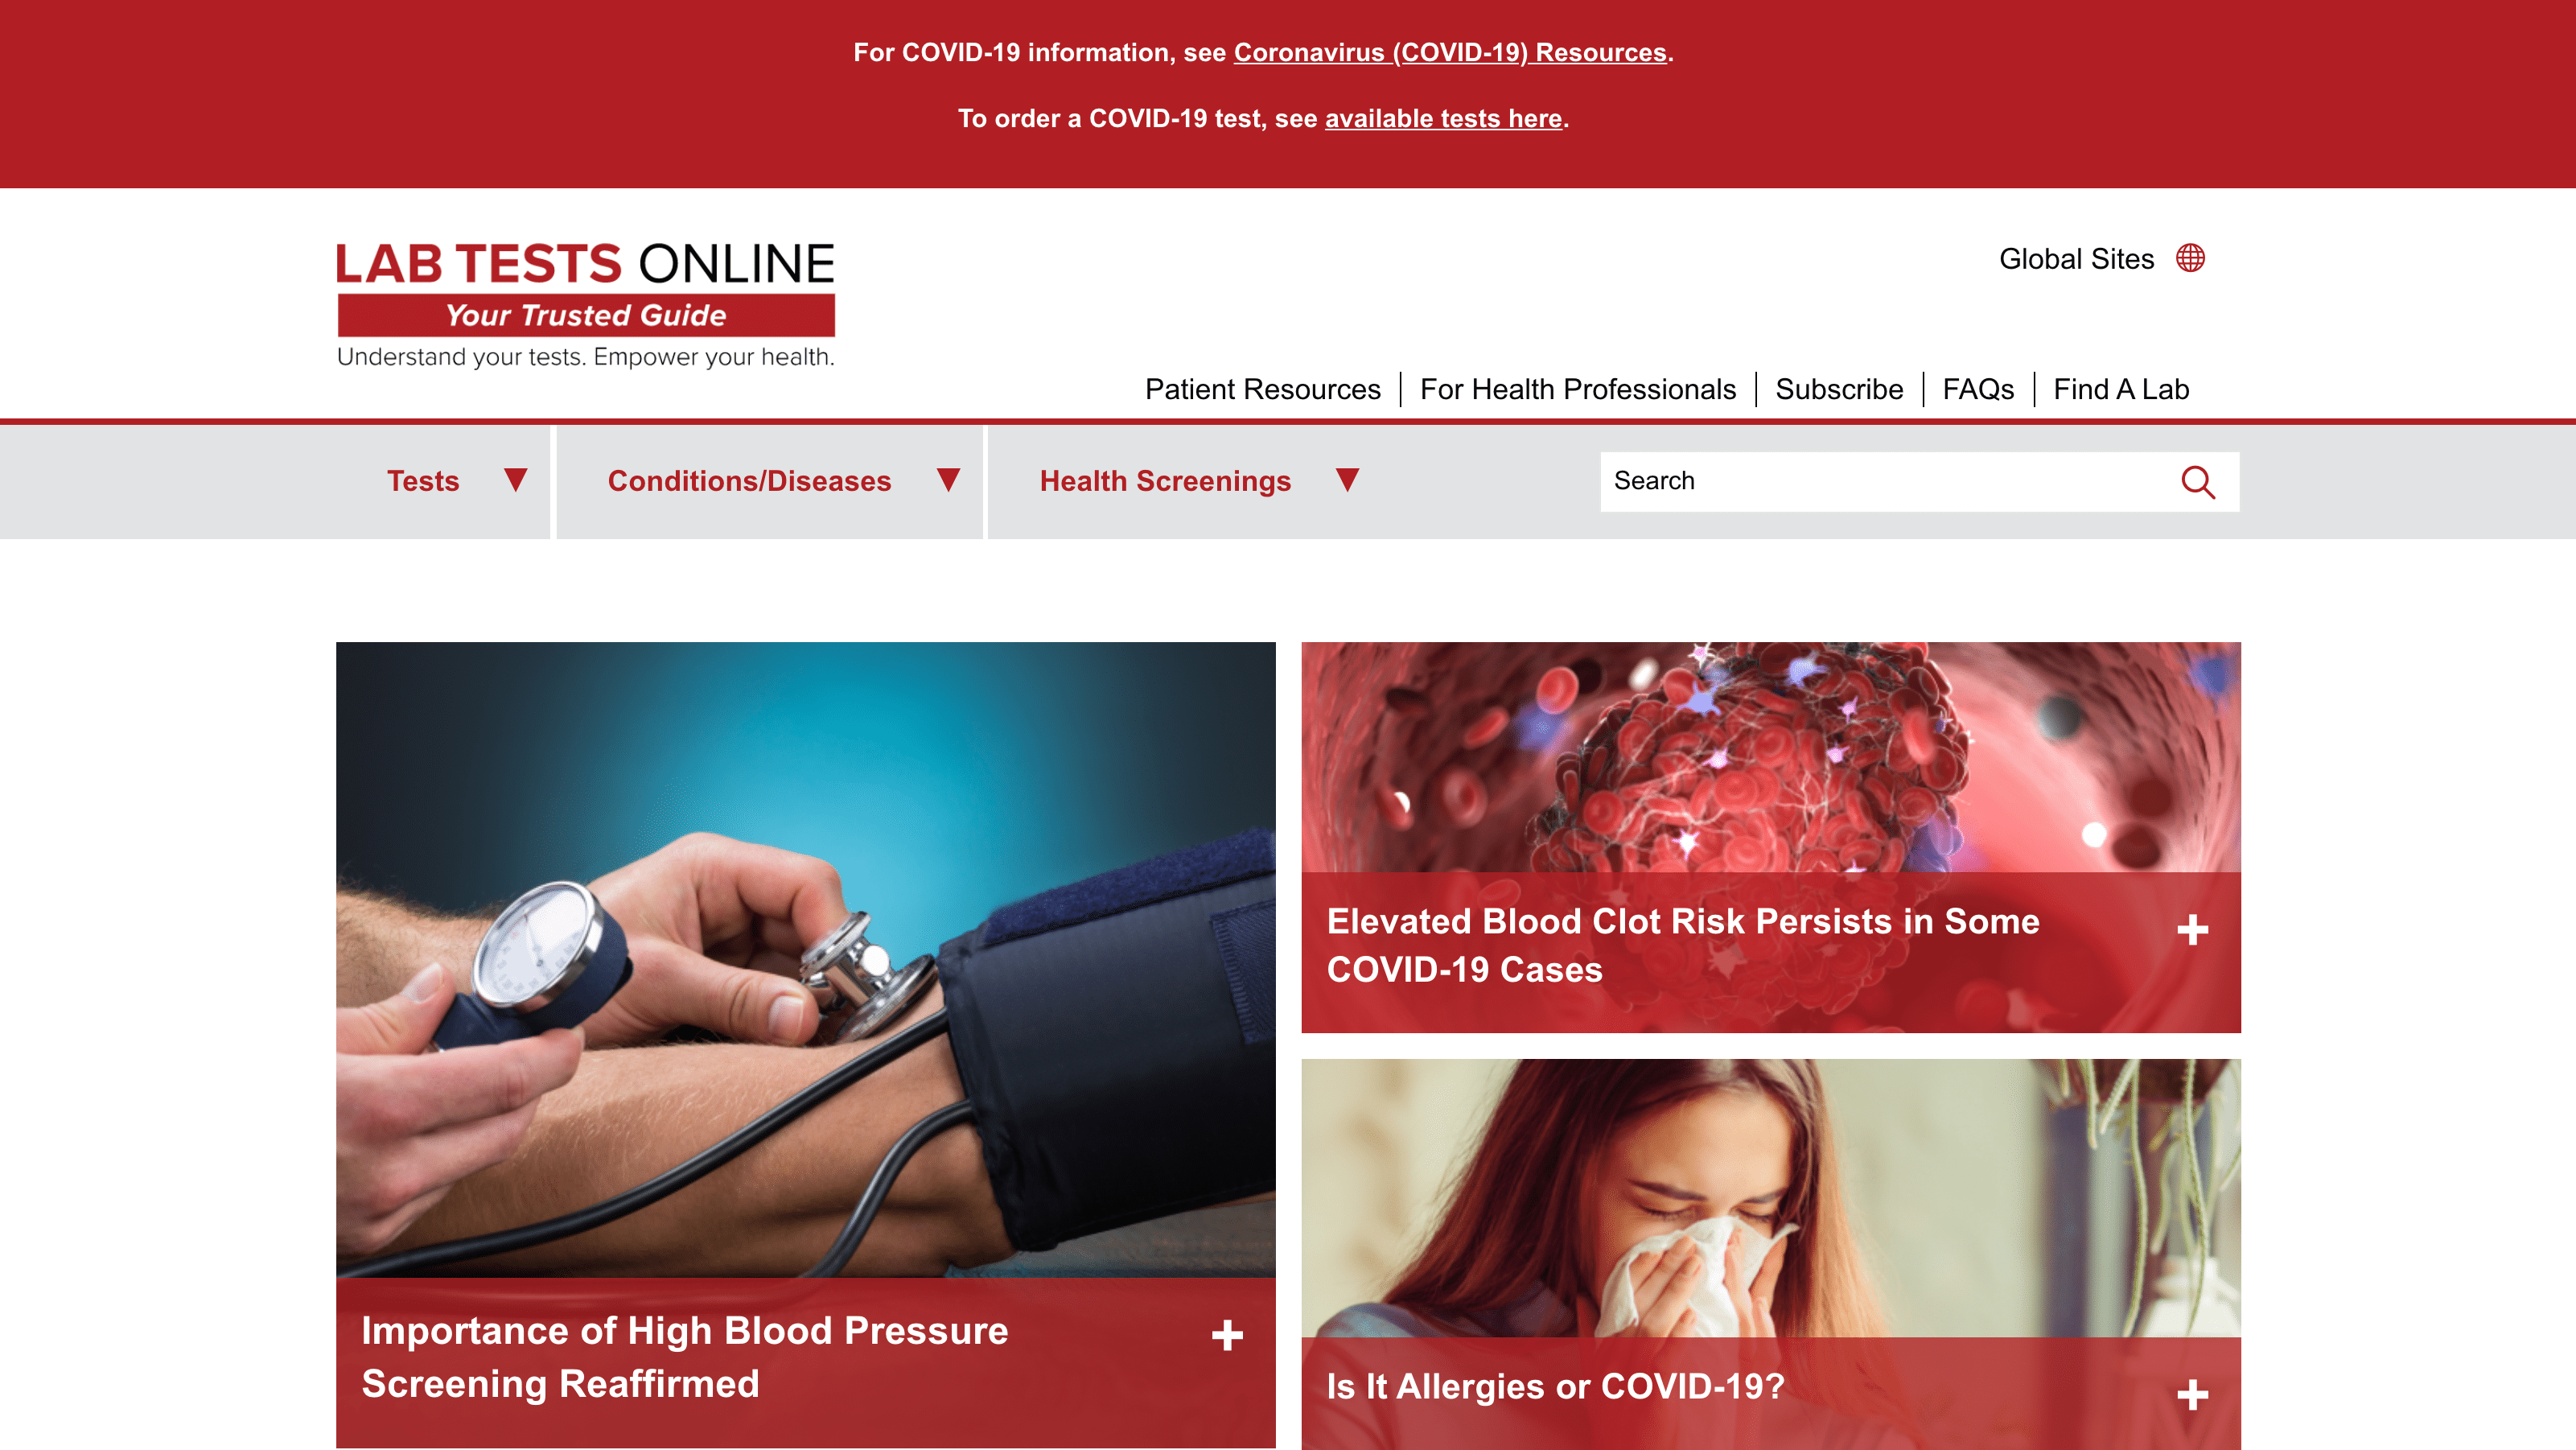 For COVID-19 information, see Coronavirus (COVID-19) Resources.
To order a COVID-19 test, see available tests here.
LAB TESTS ONLINE
Your Trusted Guide
Understand your tests. Empower your health.
Global Sites
Patient Resources
For Health Professionals
Subscribe
FAQs
Find A Lab
Tests
Conditions/Diseases
Health Screenings
Search
Importance of High Blood Pressure
Screening Reaffirmed
Elevated Blood Clot Risk Persists in Some
COVID-19 Cases
Is It Allergies or COVID-19?